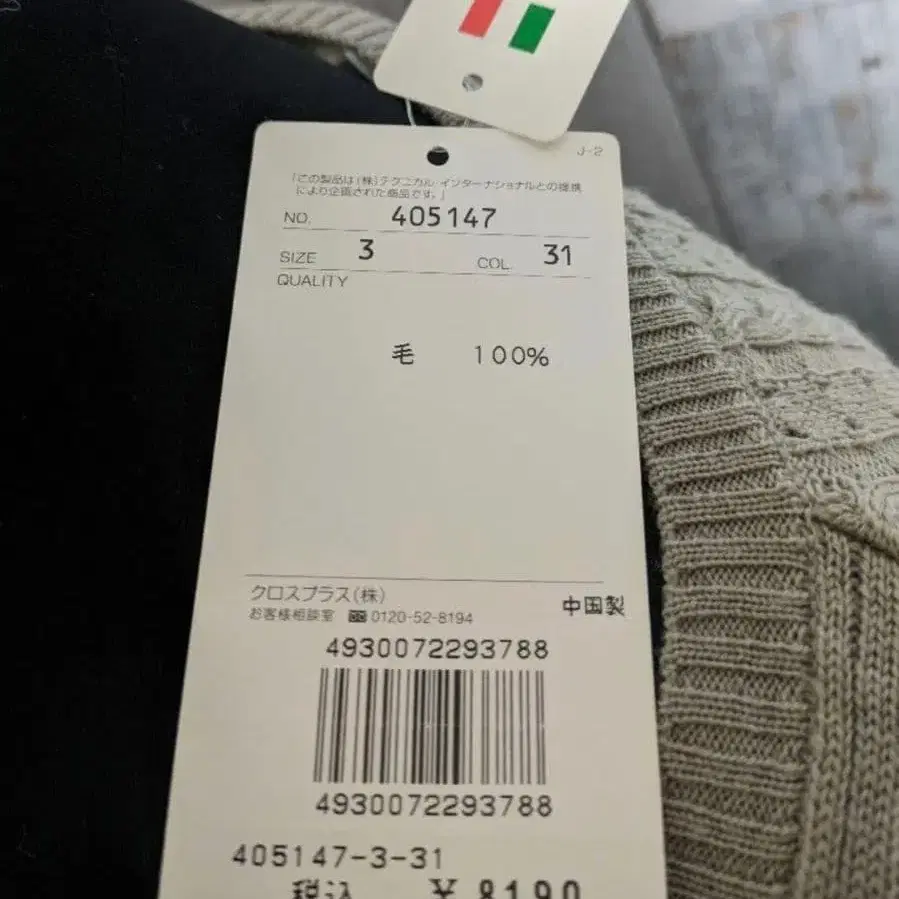 J-2
「この製品は(株)テクニカル・インターナショナルとの提携
により企画された商品です。」
NO. 405147
SIZE 3 COL 31
QUALITY
毛 100%
クロスプラス(株)
お客様相談室 0120-52-8194 中国製
4930072293788
4930072293788
405147-3-31
税込 ¥8190